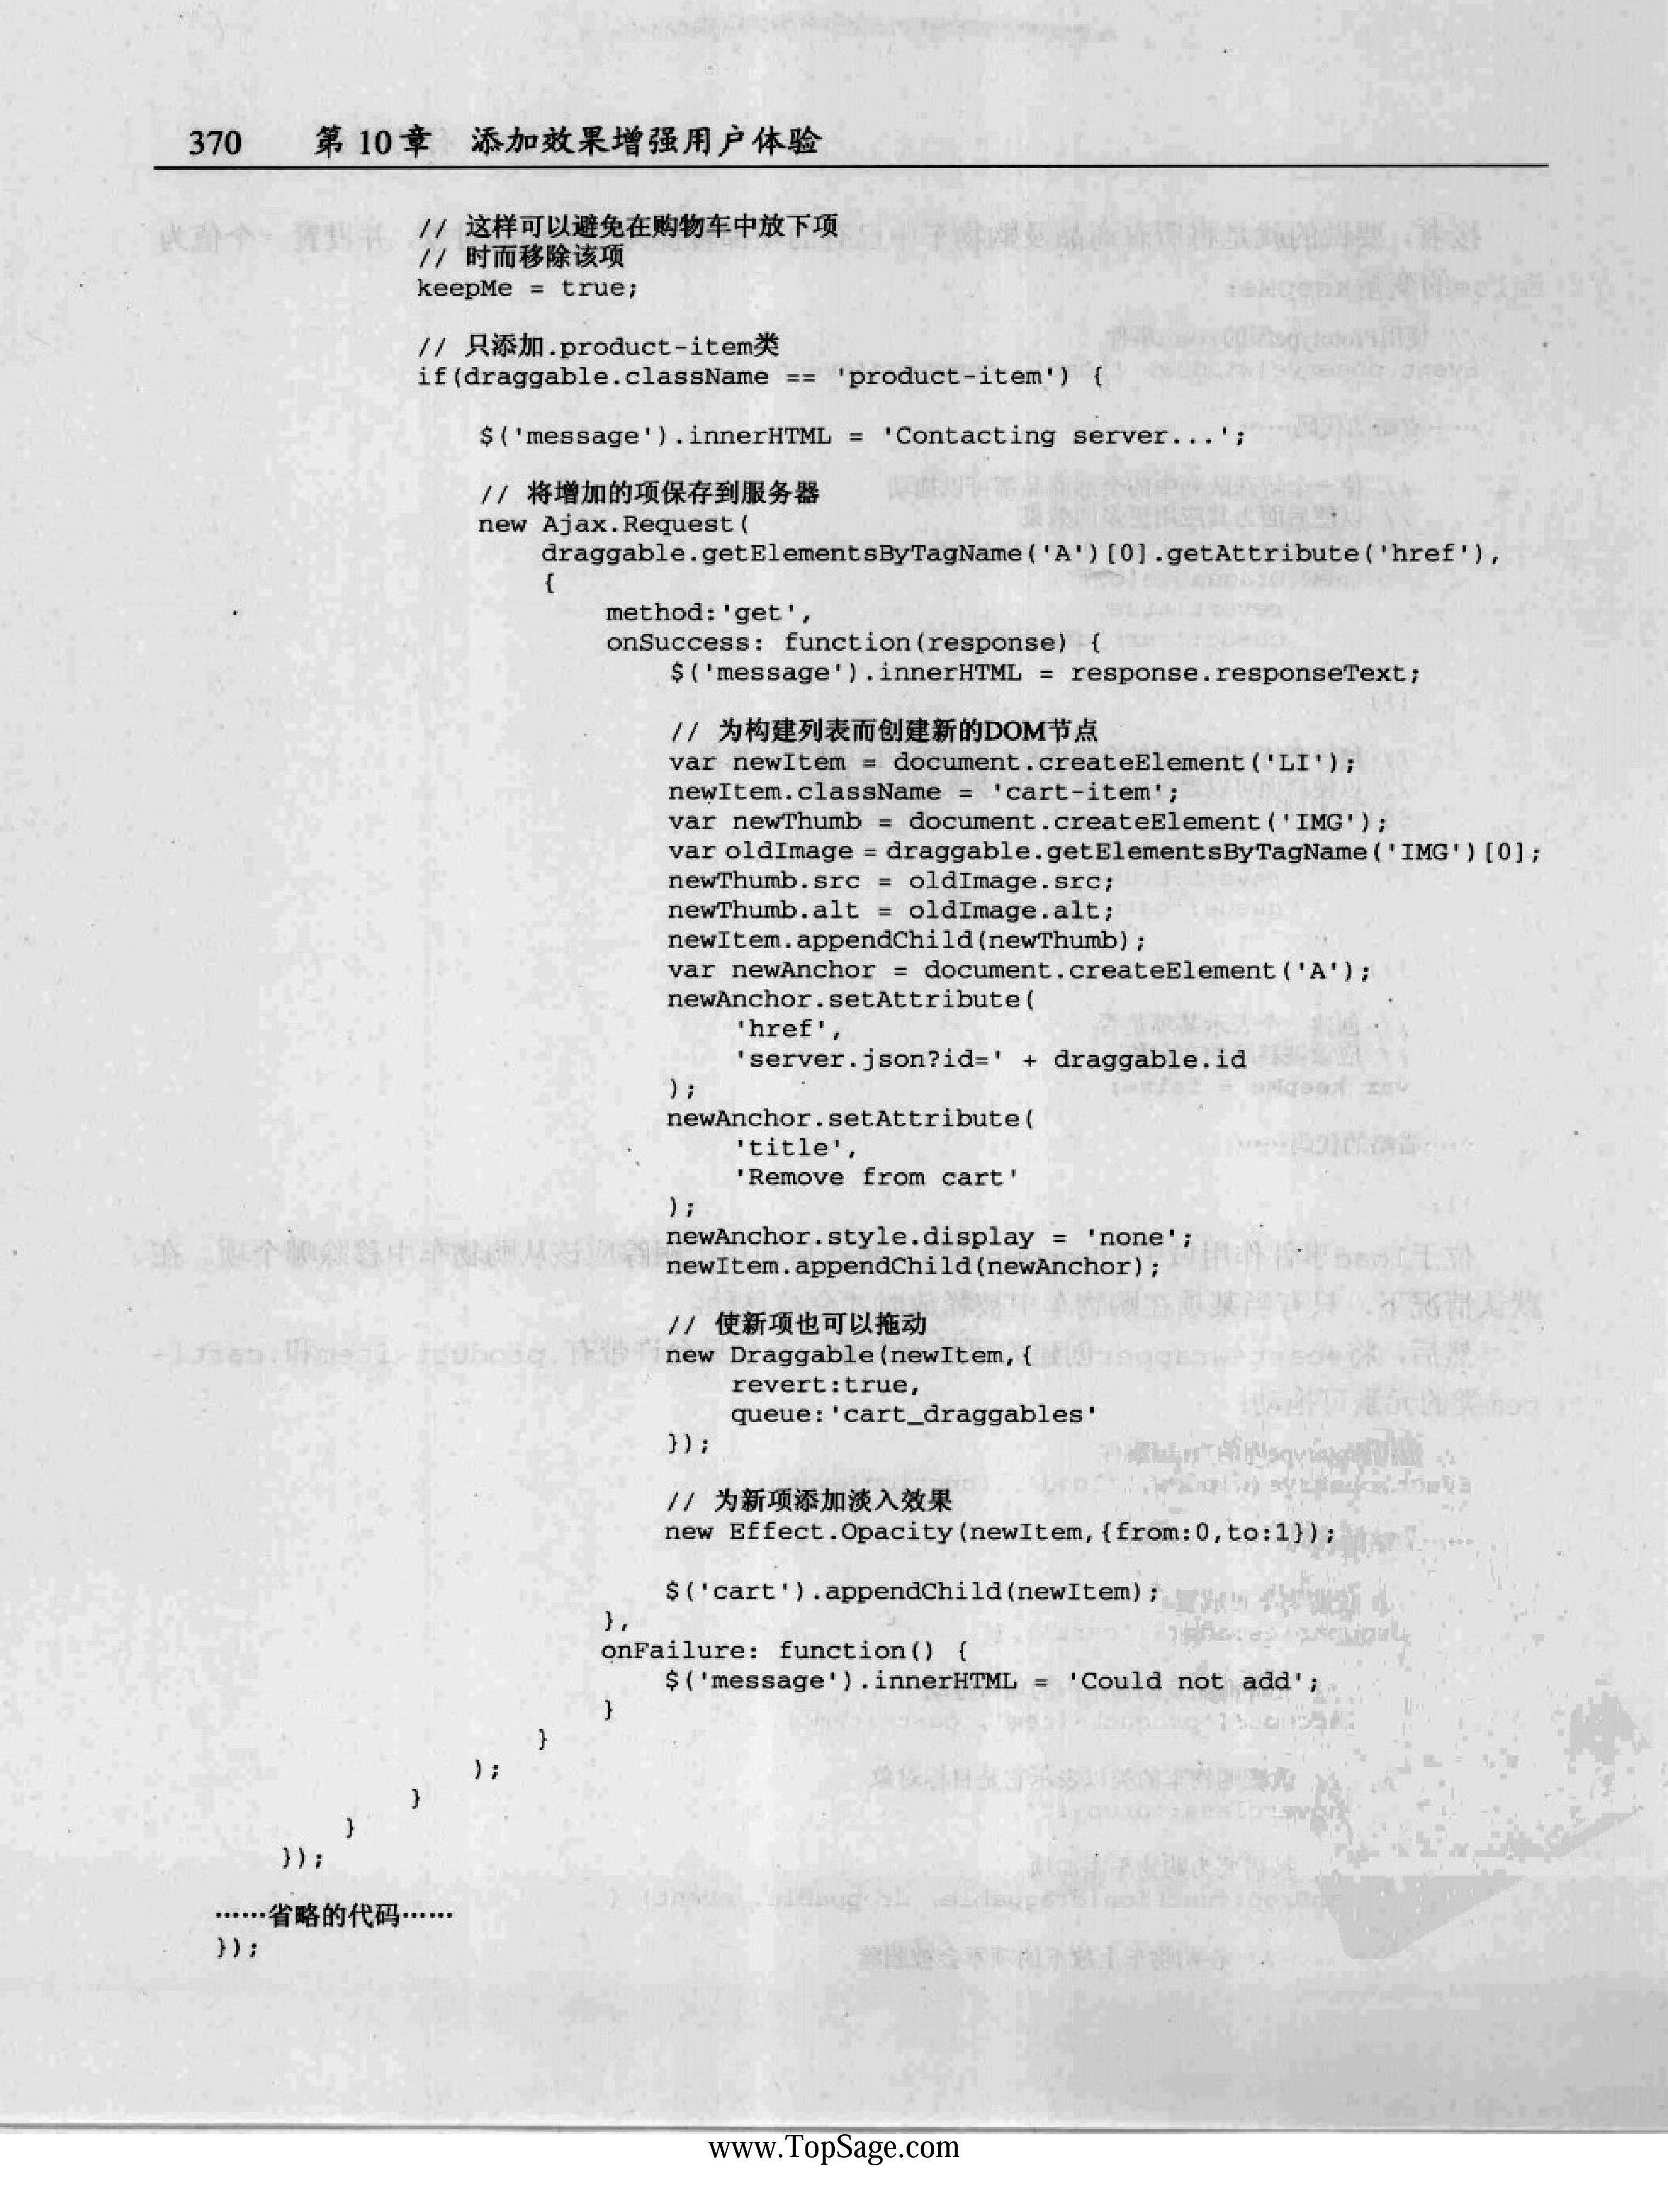 370 第 10 章 添加效果增强用户体验
// 这样可以避免在购物车中放下项
// 时而移除该项
keepMe = true;
// 只添加.product-item类
if(draggable.className == 'product-item') {
$('message').innerHTML = 'Contacting server...';
// 将增加的项保存到服务器
new Ajax.Request(
draggable.getElementsByTagName('A')[0].getAttribute('href'),
{
method:'get',
onSuccess: function(response) {
$('message').innerHTML = response.responseText;
// 为构建列表而创建新的DOM节点
var newItem = document.createElement('LI');
newItem.className = 'cart-item';
var newThumb = document.createElement('IMG');
var oldImage = draggable.getElementsByTagName('IMG')[0];
newThumb.src = oldImage.src;
newThumb.alt = oldImage.alt;
newItem.appendChild(newThumb);
var newAnchor = document.createElement('A');
newAnchor.setAttribute(
'href',
'server.json?id=' + draggable.id
);
newAnchor.setAttribute(
'title',
'Remove from cart'
);
newAnchor.style.display = 'none';
newItem.appendChild(newAnchor);
// 使新项也可以拖动
new Draggable(newItem,{
revert:true,
queue:'cart_draggables'
});
// 为新项添加淡入效果
new Effect.Opacity(newItem,{from:0,to:1});
$('cart').appendChild(newItem);
},
onFailure: function() {
$('message').innerHTML = 'Could not add';
}
}
);
}
}
});
……省略的代码……
});
www.TopSage.com